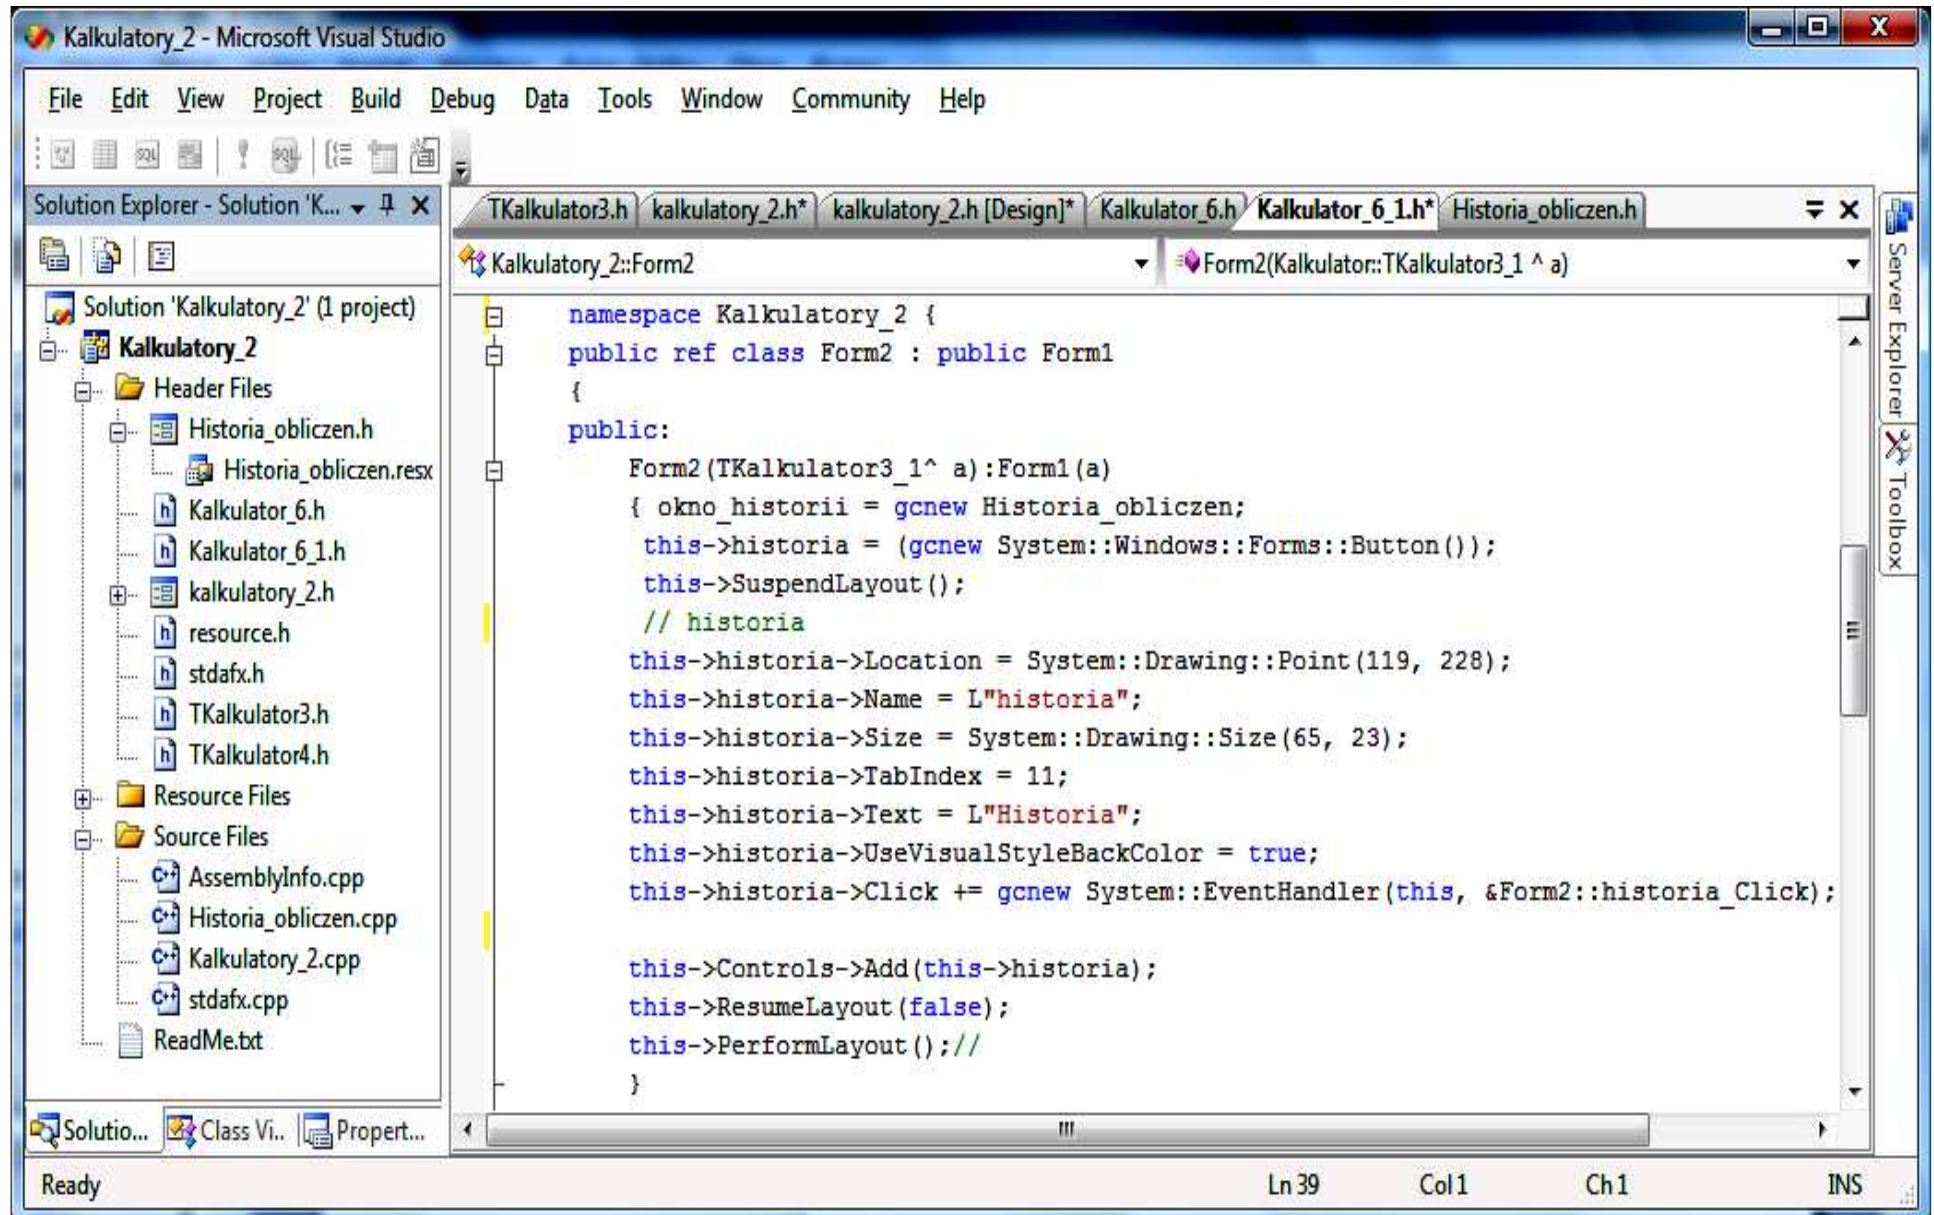 Kalkulatory_2 - Microsoft Visual Studio
File Edit View Project Build Debug Data Tools Window Community Help
SQL SQL
Solution Explorer - Solution 'K...
TKalkulator3.h kalkulatory_2.h* kalkulatory_2.h [Design]* Kalkulator_6.h Kalkulator_6_1.h* Historia_obliczen.h
Kalkulatory_2::Form2 Form2(Kalkulator::TKalkulator3_1 ^ a)
Solution 'Kalkulatory_2' (1 project)
Kalkulatory_2
Header Files
Historia_obliczen.h
Historia_obliczen.resx
Kalkulator_6.h
Kalkulator_6_1.h
kalkulatory_2.h
resource.h
stdafx.h
TKalkulator3.h
TKalkulator4.h
Resource Files
Source Files
AssemblyInfo.cpp
Historia_obliczen.cpp
Kalkulatory_2.cpp
stdafx.cpp
ReadMe.txt
Solutio... Class Vi.. Propert...
namespace Kalkulatory_2 {
public ref class Form2 : public Form1
{
public:
Form2(TKalkulator3_1^ a):Form1(a)
{ okno_historii = gcnew Historia_obliczen;
this->historia = (gcnew System::Windows::Forms::Button());
this->SuspendLayout();
// historia
this->historia->Location = System::Drawing::Point(119, 228);
this->historia->Name = L"historia";
this->historia->Size = System::Drawing::Size(65, 23);
this->historia->TabIndex = 11;
this->historia->Text = L"Historia";
this->historia->UseVisualStyleBackColor = true;
this->historia->Click += gcnew System::EventHandler(this, &Form2::historia_Click);
this->Controls->Add(this->historia);
this->ResumeLayout(false);
this->PerformLayout();//
}
Server Explorer
Toolbox
Ready Ln 39 Col 1 Ch 1 INS